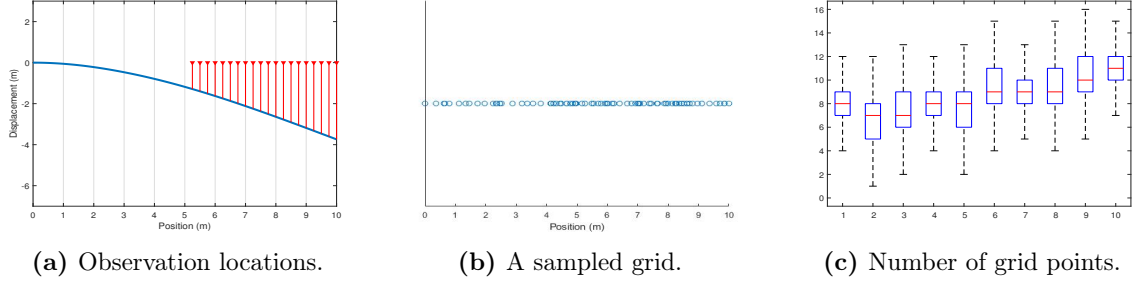 2
0
-2
-4
-6
Displacement (m)
0 1 2 3 4 5 6 7 8 9 10
Position (m)
0 1 2 3 4 5 6 7 8 9 10
Position (m)
16
14
12
10
8
6
4
2
0
1 2 3 4 5 6 7 8 9 10
(a) Observation locations.
(b) A sampled grid.
(c) Number of grid points.